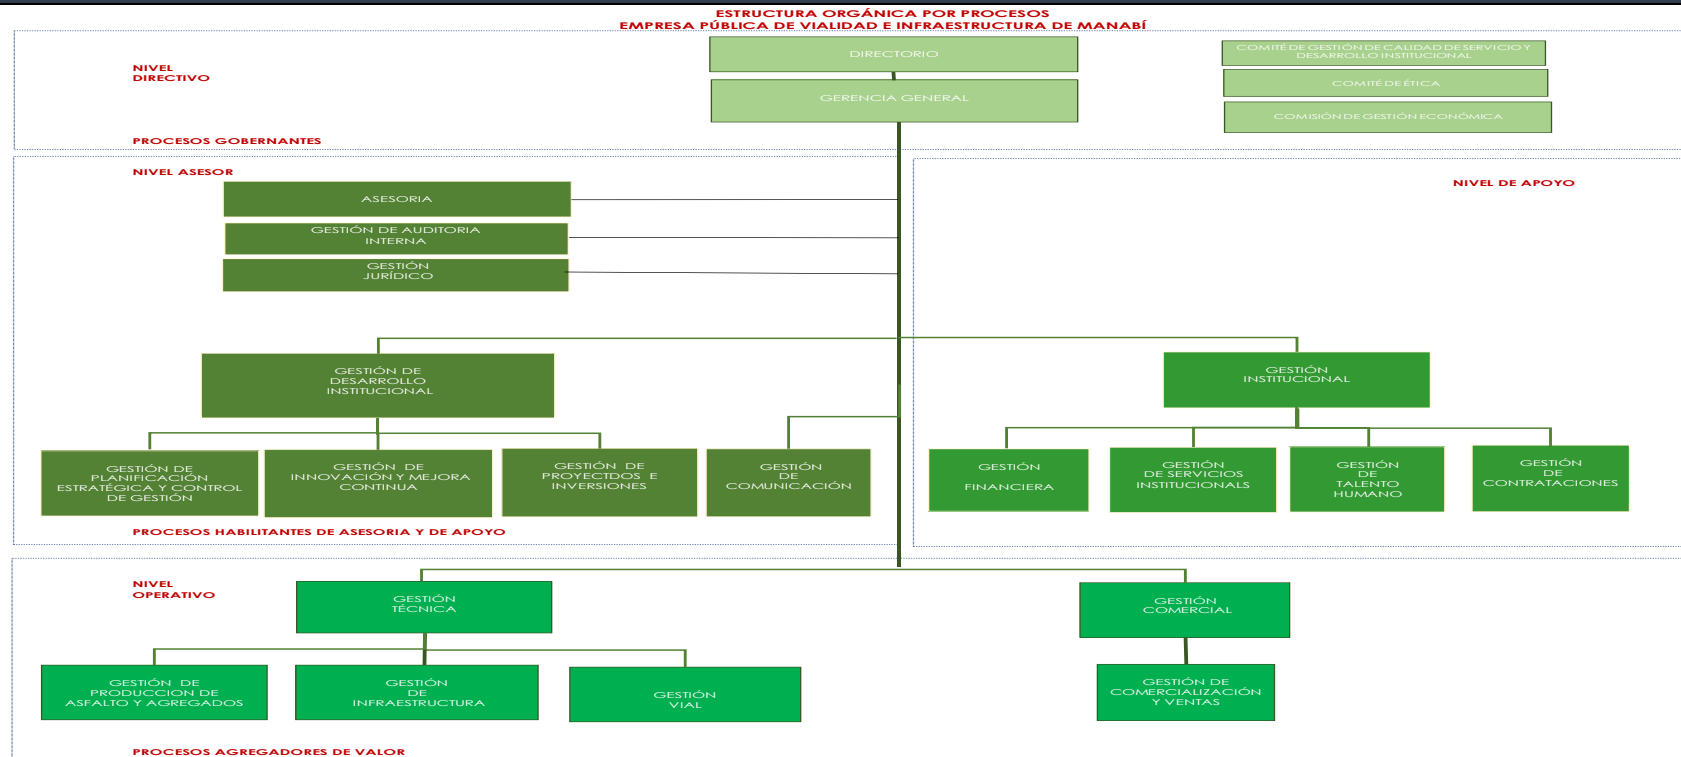 ESTRUCTURA ORGÁNICA POR PROCESOS
EMPRESA PÚBLICA DE VIALIDAD E INFRAESTRUCTURA DE MANABÍ
NIVEL
DIRECTIVO
DIRECTORIO
GERENCIA GENERAL
COMITÉ DE GESTIÓN DE CALIDAD DE SERVICIO Y
DESARROLLO INSTITUCIONAL
COMITÉ DE ÉTICA
COMISIÓN DE GESTIÓN ECONÓMICA
PROCESOS GOBERNANTES
NIVEL ASESOR
NIVEL DE APOYO
ASESORIA
GESTIÓN DE AUDITORIA
INTERNA
GESTIÓN
JURÍDICO
GESTIÓN DE
DESARROLLO
INSTITUCIONAL
GESTIÓN
INSTITUCIONAL
GESTIÓN DE
PLANIFICACIÓN
ESTRATÉGICA Y CONTROL
DE GESTIÓN
GESTIÓN DE
INNOVACIÓN Y MEJORA
CONTINUA
GESTIÓN DE
PROYECTDOS E
INVERSIONES
GESTIÓN
DE
COMUNICACIÓN
GESTIÓN
FINANCIERA
GESTIÓN
DE SERVICIOS
INSTITUCIONALS
GESTIÓN
DE
TALENTO
HUMANO
GESTIÓN
DE
CONTRATACIONES
PROCESOS HABILITANTES DE ASESORIA Y DE APOYO
NIVEL
OPERATIVO
GESTIÓN
TÉCNICA
GESTIÓN
COMERCIAL
GESTIÓN DE
PRODUCCION DE
ASFALTO Y AGREGADOS
GESTIÓN
DE
INFRAESTRUCTURA
GESTIÓN
VIAL
GESTIÓN DE
COMERCIALIZACIÓN
Y VENTAS
PROCESOS AGREGADORES DE VALOR